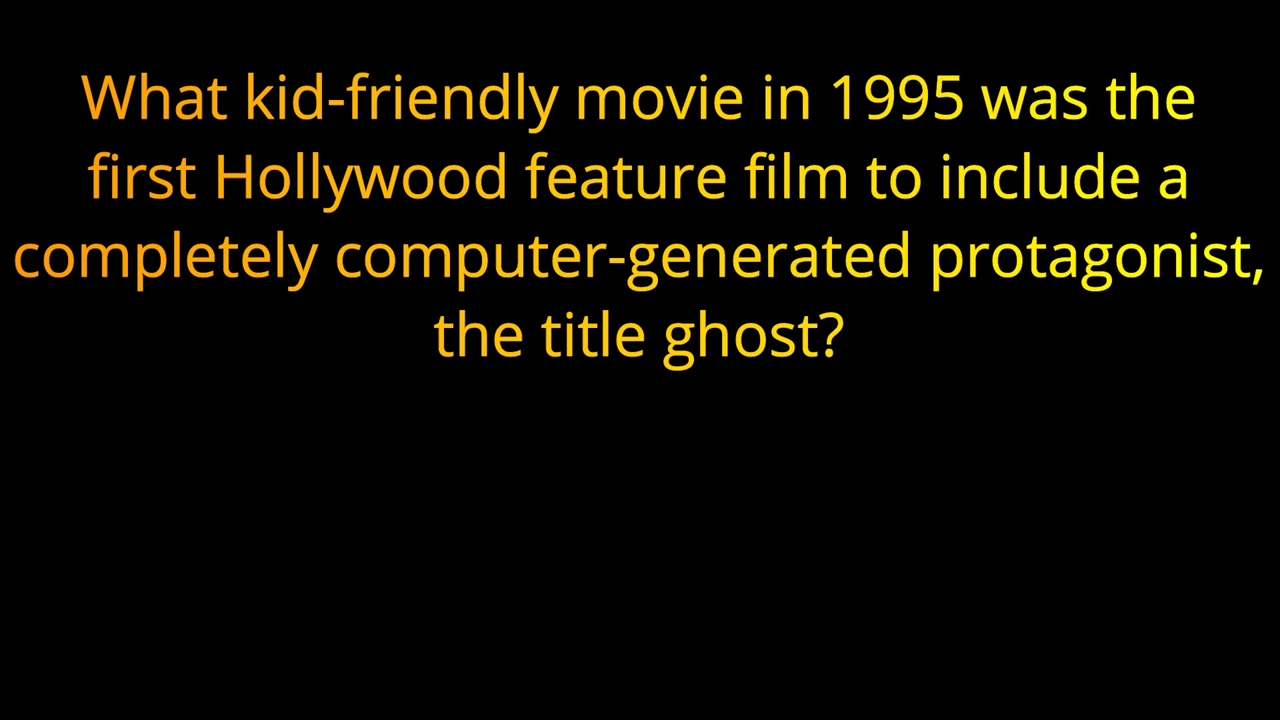 What kid-friendly movie in 1995 was the
first Hollywood feature film to include a
completely computer-generated protagonist,
the title ghost?